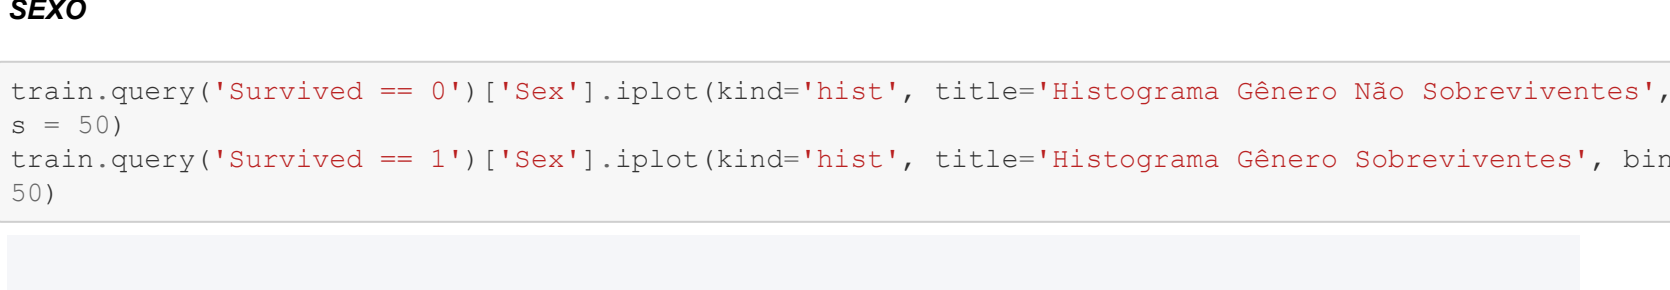 SEXO
train.query('Survived == 0')['Sex'].iplot(kind='hist', title='Histograma Gênero Não Sobreviventes',
s = 50)
train.query('Survived == 1')['Sex'].iplot(kind='hist', title='Histograma Gênero Sobreviventes', bin
50)